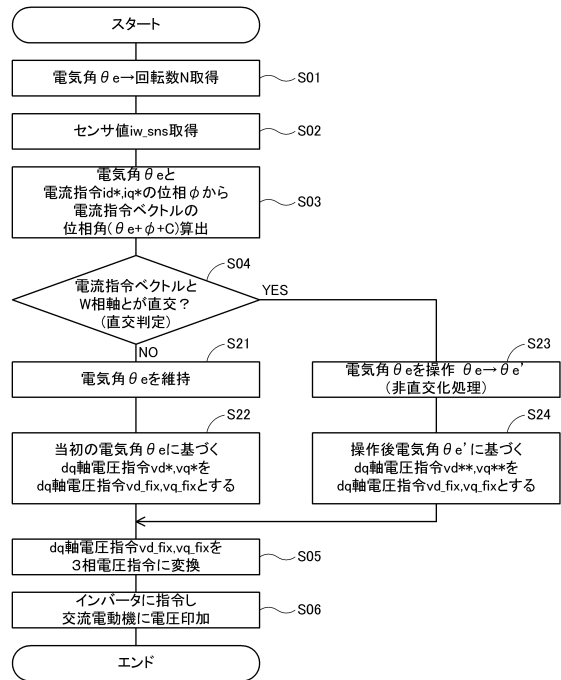 スタート
電気角θe→回転数N取得
S01
センサ値iw_sns取得
S02
電気角θeと
電流指令id*,iq*の位相φから
電流指令ベクトルの
位相角(θe+φ+C)算出
S03
S04
電流指令ベクトルと
W相軸とが直交？
(直交判定)
YES
NO
S21
電気角θeを維持
S23
電気角θeを操作 θe→θe'
(非直交化処理)
S22
当初の電気角θeに基づく
dq軸電圧指令vd*,vq*を
dq軸電圧指令vd_fix,vq_fixとする
S24
操作後電気角θe'に基づく
dq軸電圧指令vd**,vq**を
dq軸電圧指令vd_fix,vq_fixとする
dq軸電圧指令vd_fix,vq_fixを
３相電圧指令に変換
S05
インバータに指令し
交流電動機に電圧印加
S06
エンド